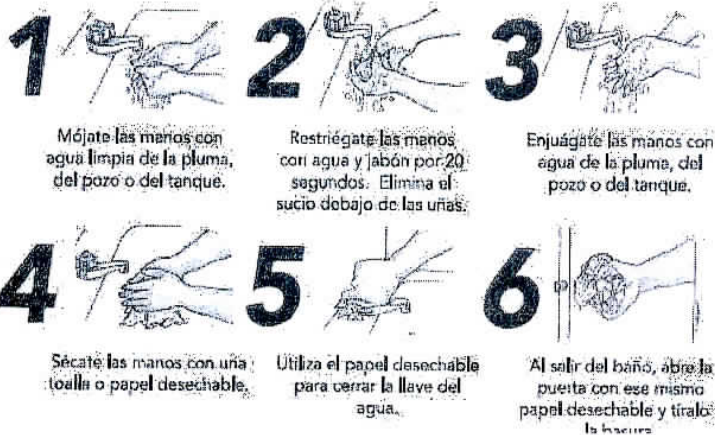 1
Mójate las manos con
agua limpia de la pluma,
del pozo o del tanque.
2
Restriégate las manos
con agua y jabón por 20
segundos. Elimina el
sucio debajo de las uñas.
3
Enjuágate las manos con
agua de la pluma, del
pozo o del tanque.
4
Sécate las manos con una
toalla o papel desechable.
5
Utiliza el papel desechable
para cerrar la llave del
agua.
6
Al salir del baño, abre la
puerta con ese mismo
papel desechable y tíralo
la basura